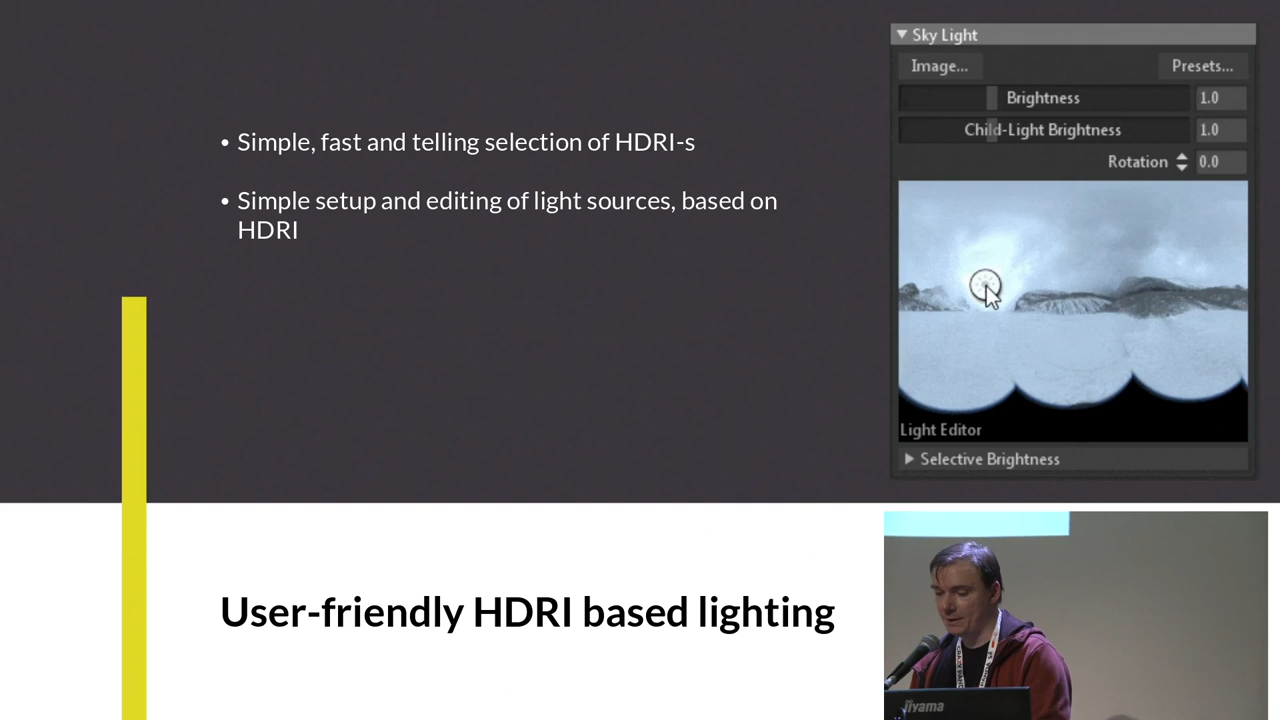 • Simple, fast and telling selection of HDRI-s
• Simple setup and editing of light sources, based on
HDRI
Sky Light
Image...
Presets...
Brightness
1.0
Child-Light Brightness
1.0
Rotation
0.0
Light Editor
Selective Brightness
User-friendly HDRI based lighting
iiyama